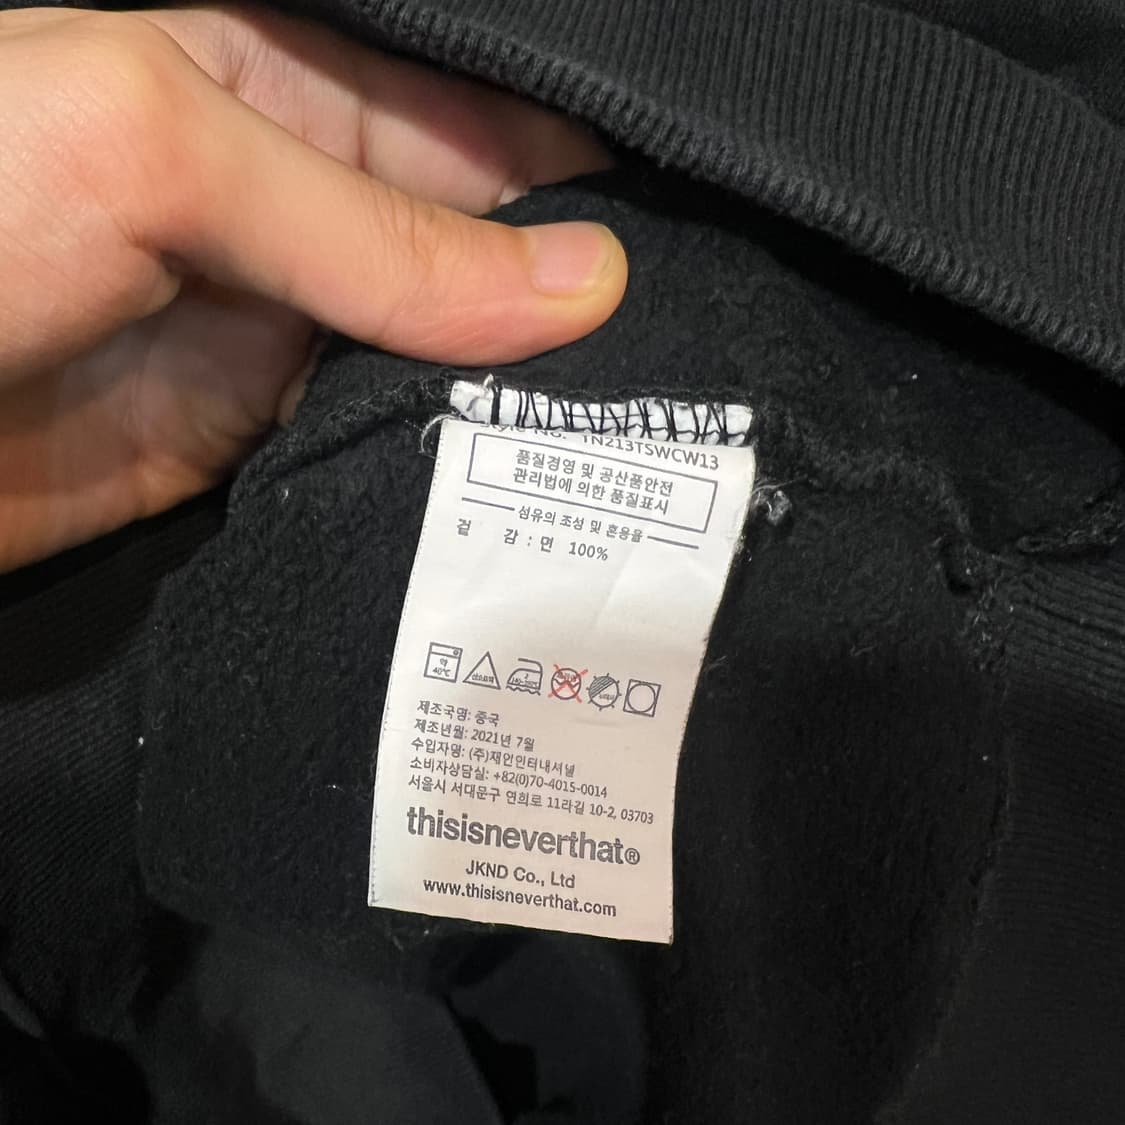 Style No. TN213TSWCW13
품질경영 및 공산품안전
관리법에 의한 품질표시
섬유의 조성 및 혼용율
겉 감 : 면 100%
약
40℃
제조국명: 중국
제조년월: 2021년 7월
수입자명: (주)재인인터내셔널
소비자상담실: +82(0)70-4015-0014
서울시 서대문구 연희로 11라길 10-2, 03703
thisisneverthat®
JKND Co., Ltd
www.thisisneverthat.com